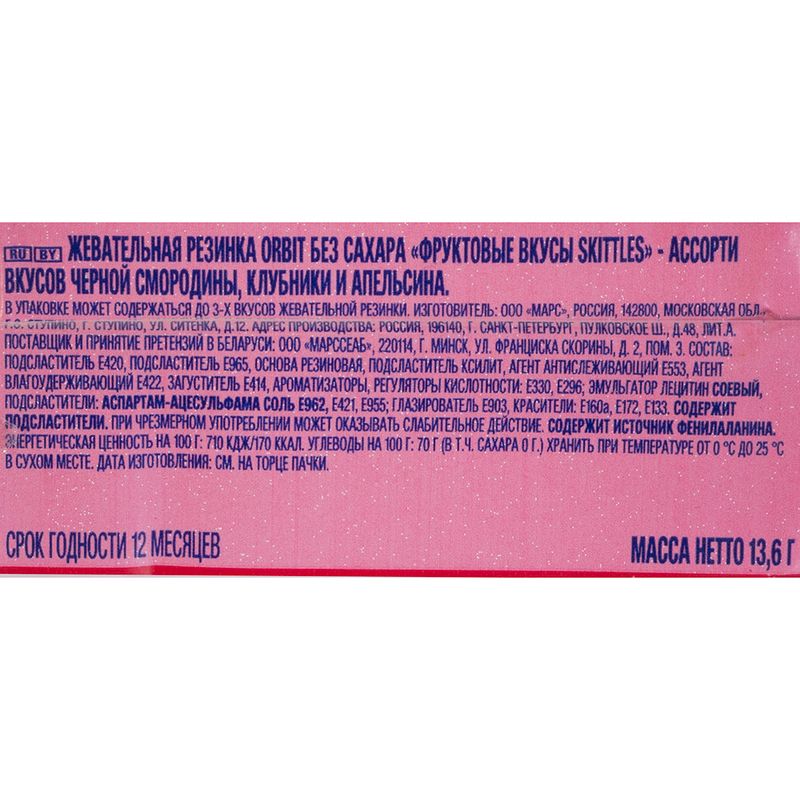 RU BY ЖЕВАТЕЛЬНАЯ РЕЗИНКА ORBIT БЕЗ САХАРА «ФРУКТОВЫЕ ВКУСЫ SKITTLES» - АССОРТИ
ВКУСОВ ЧЕРНОЙ СМОРОДИНЫ, КЛУБНИКИ И АПЕЛЬСИНА.
В УПАКОВКЕ МОЖЕТ СОДЕРЖАТЬСЯ ДО 3-Х ВКУСОВ ЖЕВАТЕЛЬНОЙ РЕЗИНКИ. ИЗГОТОВИТЕЛЬ: ООО «МАРС», РОССИЯ, 142800, МОСКОВСКАЯ ОБЛ.,
Г.О. СТУПИНО, Г. СТУПИНО, УЛ. СИТЕНКА, Д.12. АДРЕС ПРОИЗВОДСТВА: РОССИЯ, 196140, Г. САНКТ-ПЕТЕРБУРГ, ПУЛКОВСКОЕ Ш., Д.48, ЛИТ.А.
ПОСТАВЩИК И ПРИНЯТИЕ ПРЕТЕНЗИЙ В БЕЛАРУСИ: ООО «МАРССЕАБ», 220114, Г. МИНСК, УЛ. ФРАНЦИСКА СКОРИНЫ, Д. 2, ПОМ. 3. СОСТАВ:
ПОДСЛАСТИТЕЛЬ Е420, ПОДСЛАСТИТЕЛЬ Е965, ОСНОВА РЕЗИНОВАЯ, ПОДСЛАСТИТЕЛЬ КСИЛИТ, АГЕНТ АНТИСЛЕЖИВАЮЩИЙ Е553, АГЕНТ
ВЛАГОУДЕРЖИВАЮЩИЙ Е422, ЗАГУСТИТЕЛЬ Е414, АРОМАТИЗАТОРЫ, РЕГУЛЯТОРЫ КИСЛОТНОСТИ: Е330, Е296; ЭМУЛЬГАТОР ЛЕЦИТИН СОЕВЫЙ,
ПОДСЛАСТИТЕЛИ: АСПАРТАМ-АЦЕСУЛЬФАМА СОЛЬ Е962, Е421, Е955; ГЛАЗИРОВАТЕЛЬ Е903, КРАСИТЕЛИ: Е160а, Е172, Е133. СОДЕРЖИТ
ПОДСЛАСТИТЕЛИ. ПРИ ЧРЕЗМЕРНОМ УПОТРЕБЛЕНИИ МОЖЕТ ОКАЗЫВАТЬ СЛАБИТЕЛЬНОЕ ДЕЙСТВИЕ. СОДЕРЖИТ ИСТОЧНИК ФЕНИЛАЛАНИНА.
ЭНЕРГЕТИЧЕСКАЯ ЦЕННОСТЬ НА 100 Г: 710 КДЖ/170 ККАЛ. УГЛЕВОДЫ НА 100 Г: 70 Г (В Т.Ч. САХАРА 0 Г.) ХРАНИТЬ ПРИ ТЕМПЕРАТУРЕ ОТ 0 °С ДО 25 °С
В СУХОМ МЕСТЕ. ДАТА ИЗГОТОВЛЕНИЯ: СМ. НА ТОРЦЕ ПАЧКИ.
СРОК ГОДНОСТИ 12 МЕСЯЦЕВ
МАССА НЕТТО 13,6 Г